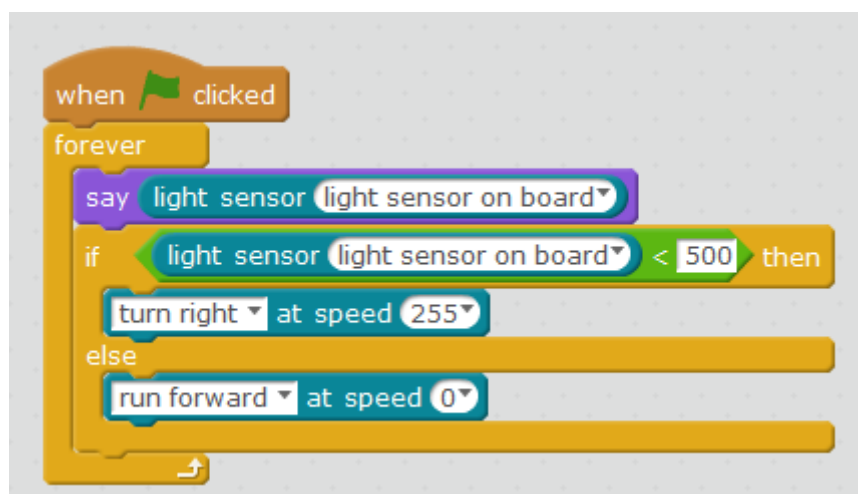 when clicked
forever
say light sensor light sensor on board
if light sensor light sensor on board < 500 then
turn right at speed 255
else
run forward at speed 0